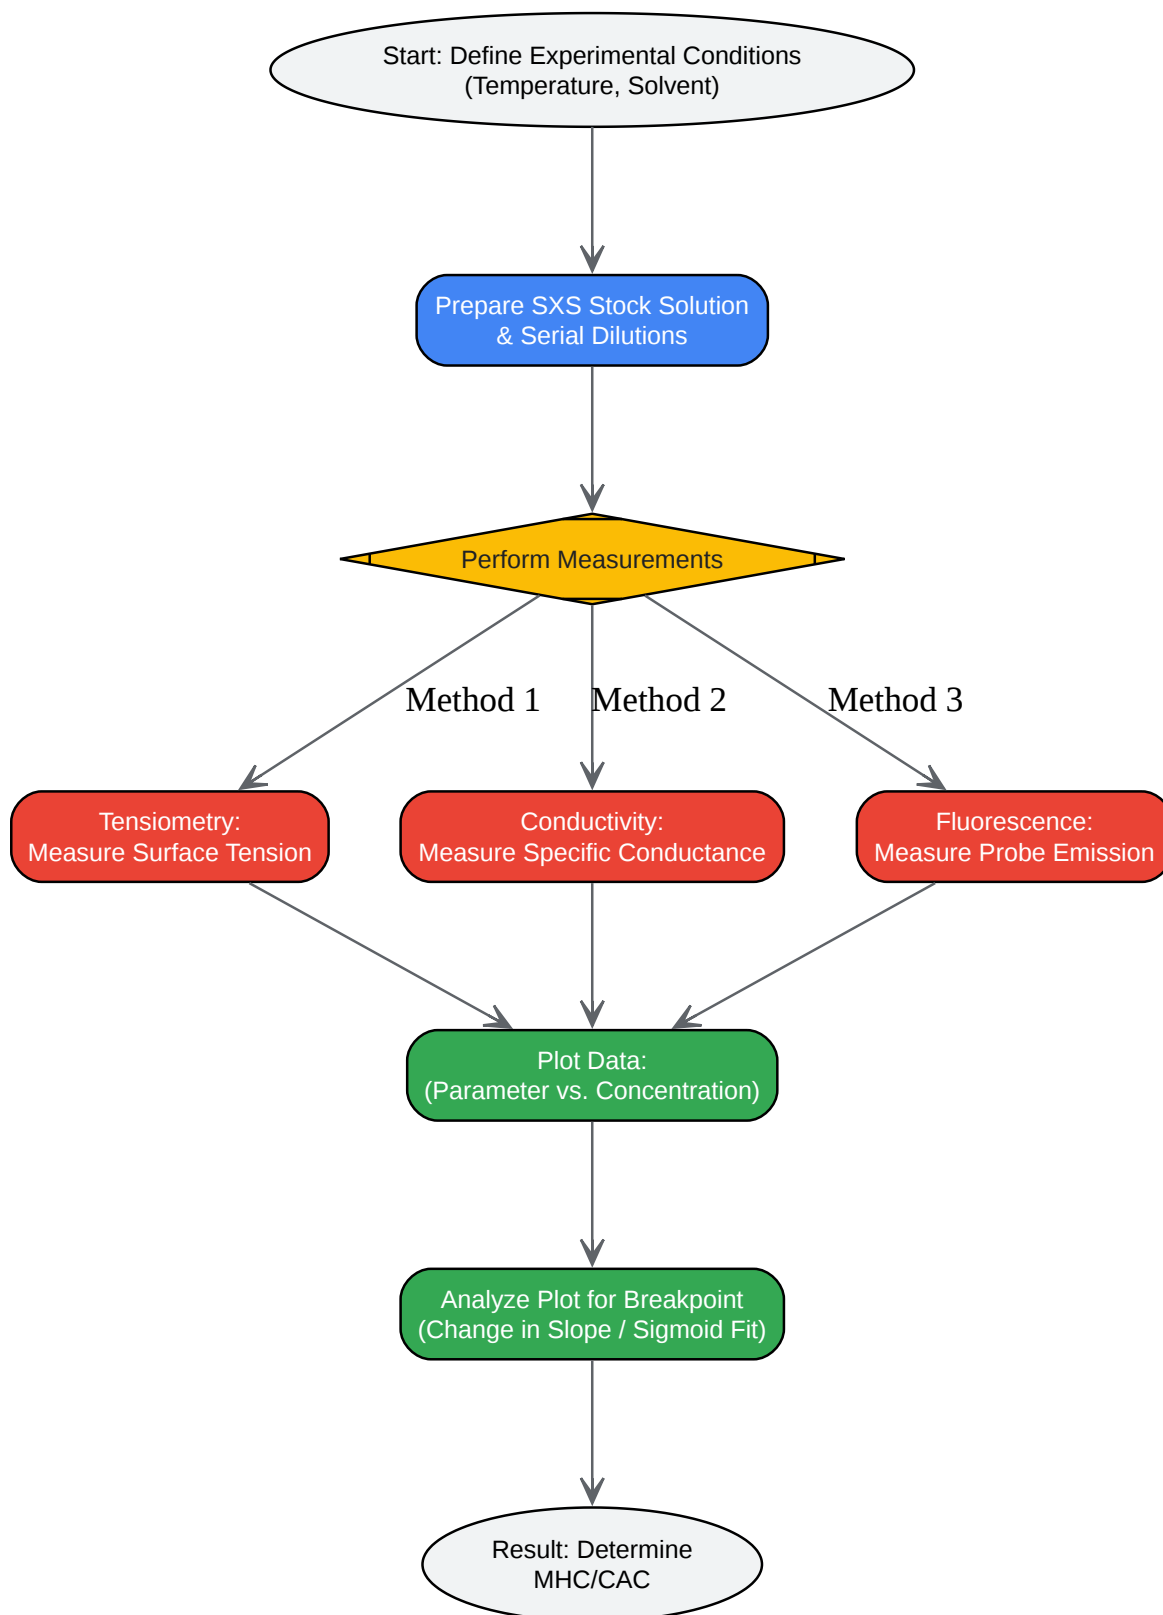 Start: Define Experimental Conditions
(Temperature, Solvent)
Prepare SXS Stock Solution
& Serial Dilutions
Perform Measurements
Method 1
Method 2
Method 3
Tensiometry:
Measure Surface Tension
Conductivity:
Measure Specific Conductance
Fluorescence:
Measure Probe Emission
Plot Data:
(Parameter vs. Concentration)
Analyze Plot for Breakpoint
(Change in Slope / Sigmoid Fit)
Result: Determine
MHC/CAC